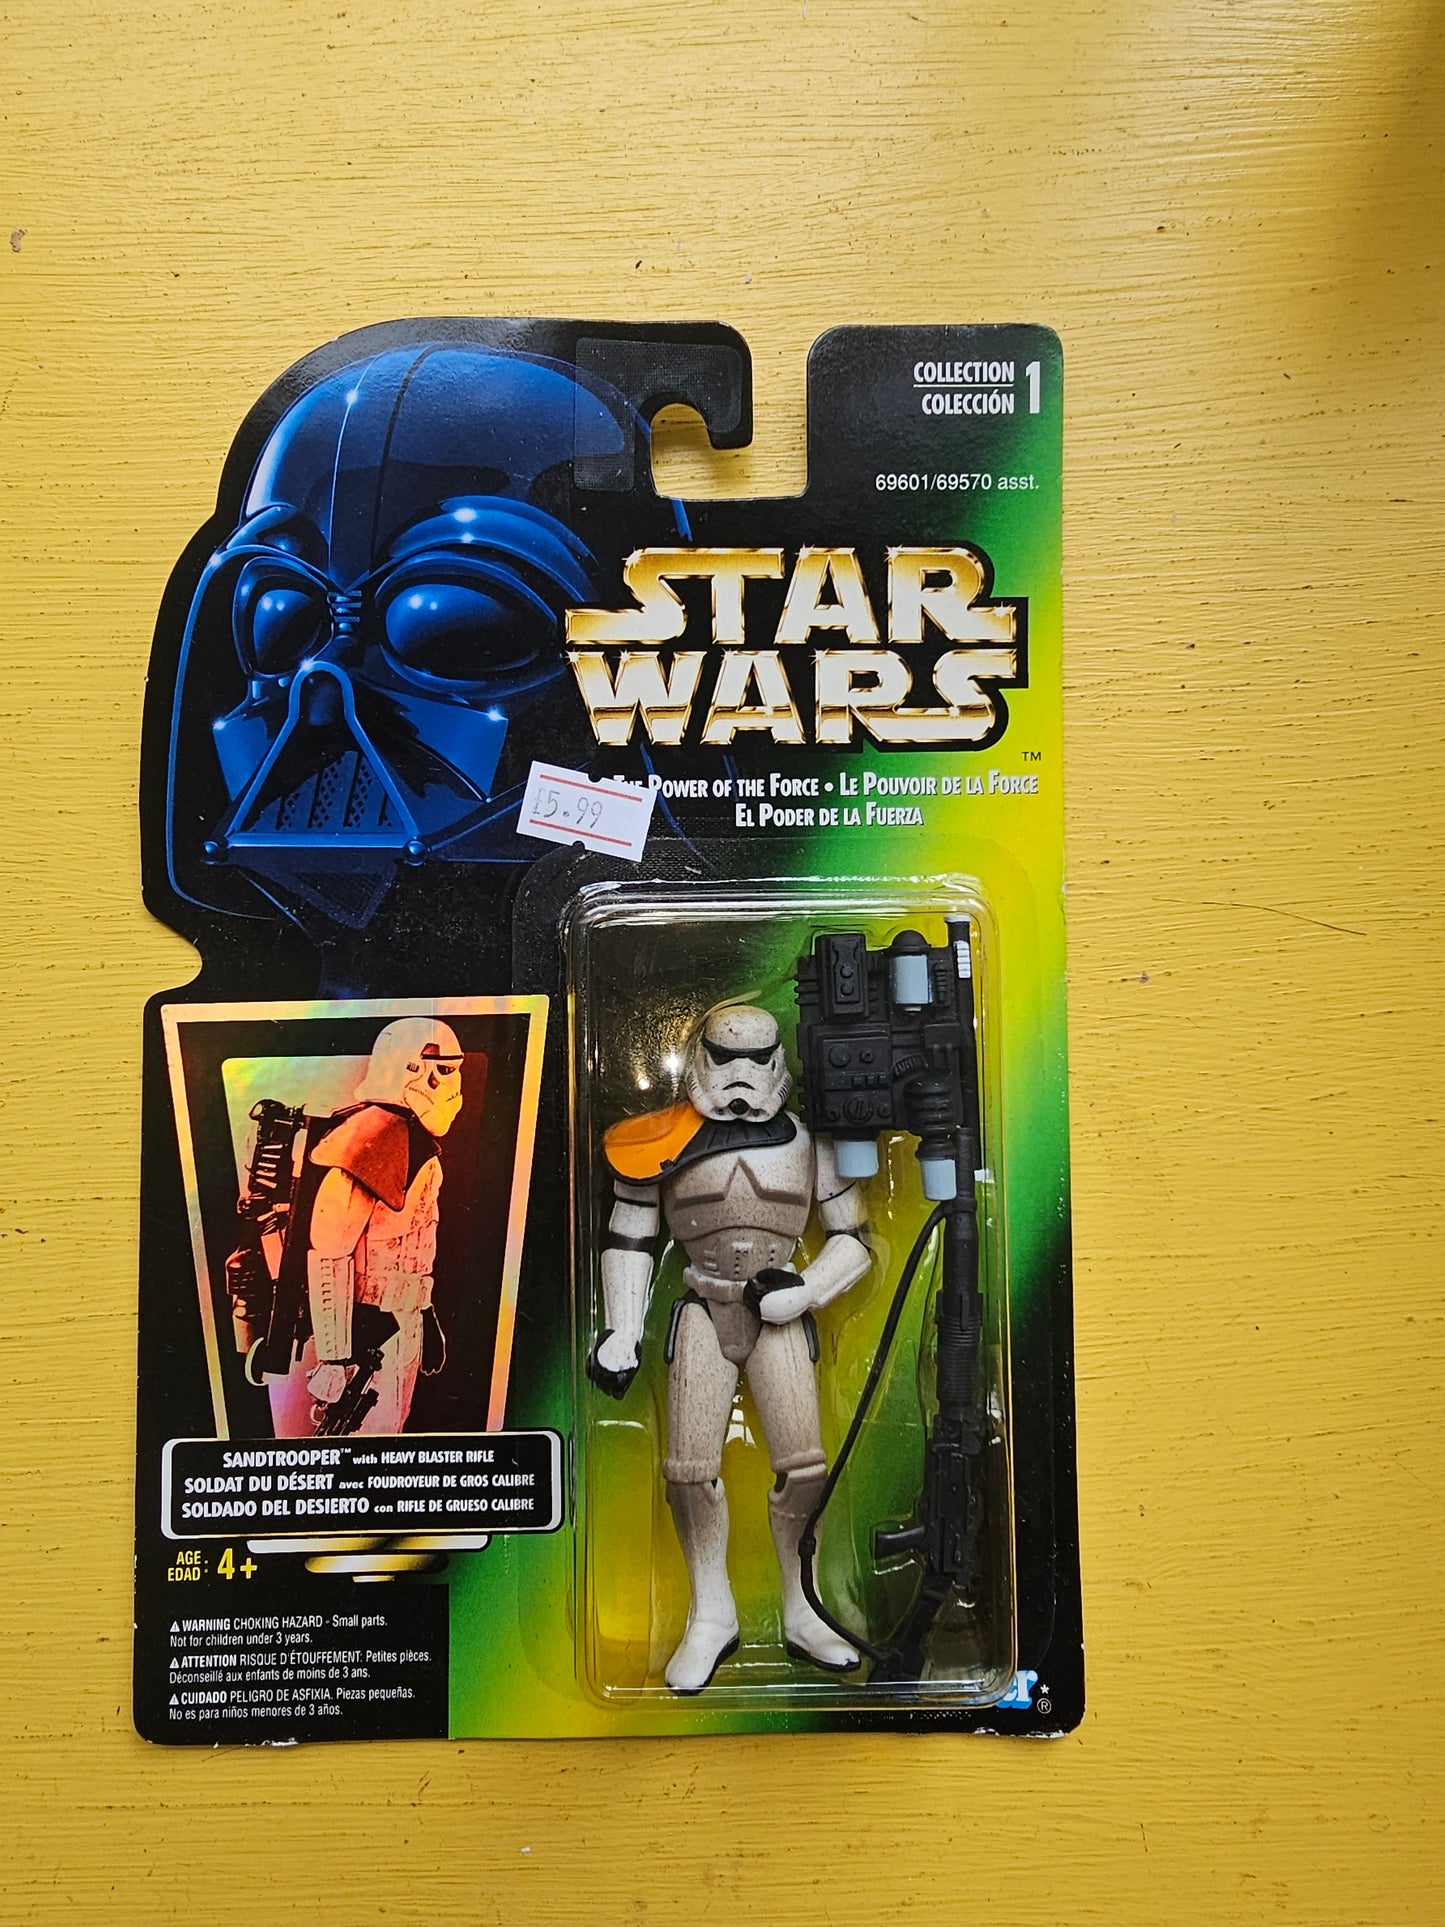 COLLECTION 1
COLECCIÓN
69601/69570 asst.
STAR
WARS
TM
THE POWER OF THE FORCE • LE POUVOIR DE LA FORCE
EL PODER DE LA FUERZA
£5.99
SANDTROOPER™ with HEAVY BLASTER RIFLE
SOLDAT DU DÉSERT avec FOUDROYEUR DE GROS CALIBRE
SOLDADO DEL DESIERTO con RIFLE DE GRUESO CALIBRE
AGE : 4+
EDAD
⚠ WARNING CHOKING HAZARD - Small parts.
Not for children under 3 years.
⚠ ATTENTION RISQUE D'ÉTOUFFEMENT: Petites pièces.
Déconseillé aux enfants de moins de 3 ans.
⚠ CUIDADO PELIGRO DE ASFIXIA. Piezas pequeñas.
No es para niños menores de 3 años.
er*®